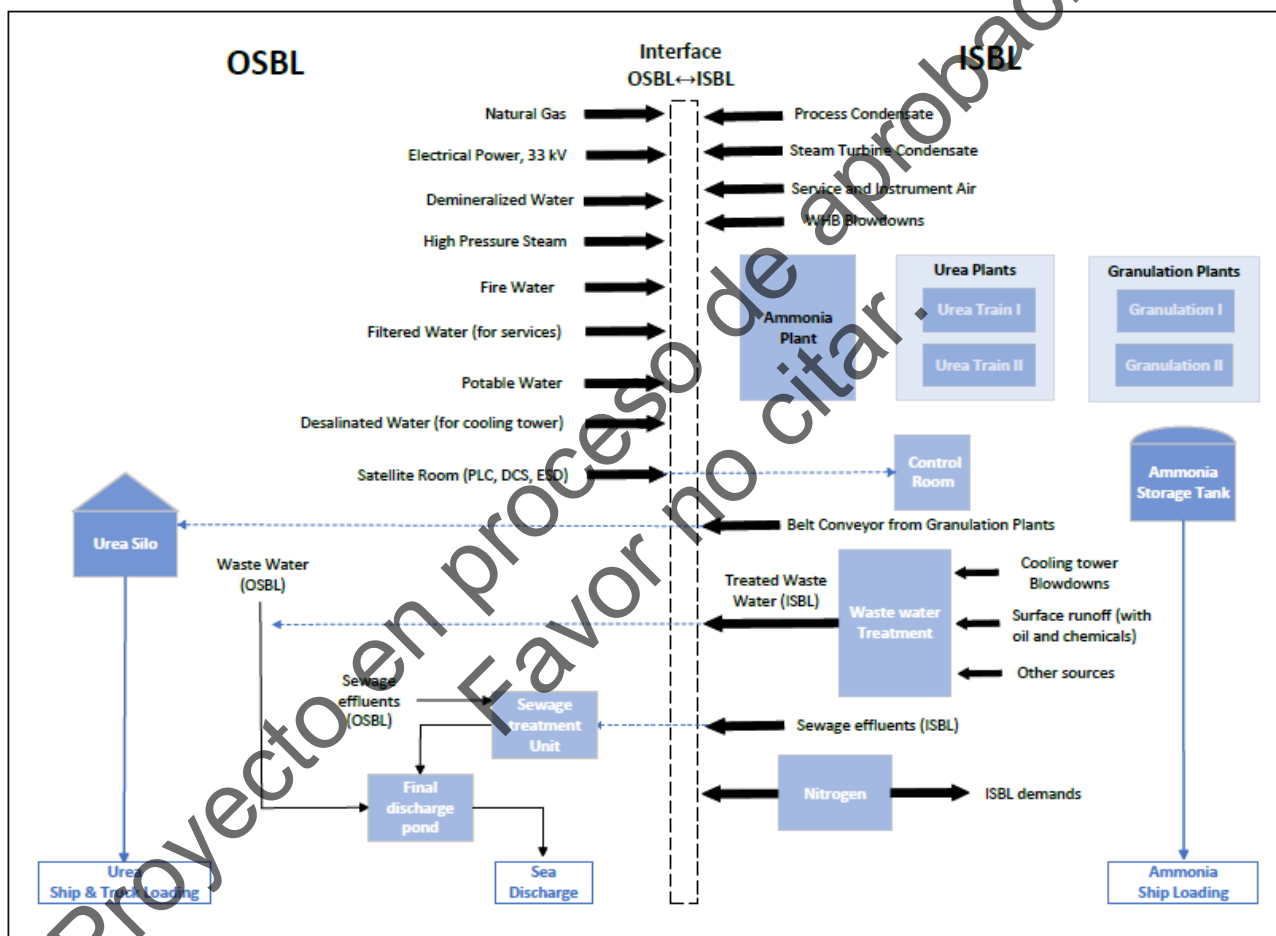 OSBL
Interface
OSBL↔ISBL
ISBL
Natural Gas
Electrical Power, 33 kV
Demineralized Water
High Pressure Steam
Fire Water
Filtered Water (for services)
Potable Water
Desalinated Water (for cooling tower)
Satellite Room (PLC, DCS, ESD)
Process Condensate
Steam Turbine Condensate
Service and Instrument Air
WHB Blowdowns
Ammonia
Plant
Urea Plants
Urea Train I
Urea Train II
Granulation Plants
Granulation I
Granulation II
Control
Room
Ammonia
Storage Tank
Belt Conveyor from Granulation Plants
Urea Silo
Waste Water
(OSBL)
Treated Waste
Water (ISBL)
Waste water
Treatment
Cooling tower
Blowdowns
Surface runoff (with
oil and chemicals)
Other sources
Sewage
effluents
(OSBL)
Sewage
treatment
Unit
Sewage effluents (ISBL)
Final
discharge
pond
Nitrogen
ISBL demands
Urea
Ship & Truck Loading
Sea
Discharge
Ammonia
Ship Loading
Proyecto en proceso de aprobac
Favor no citar.